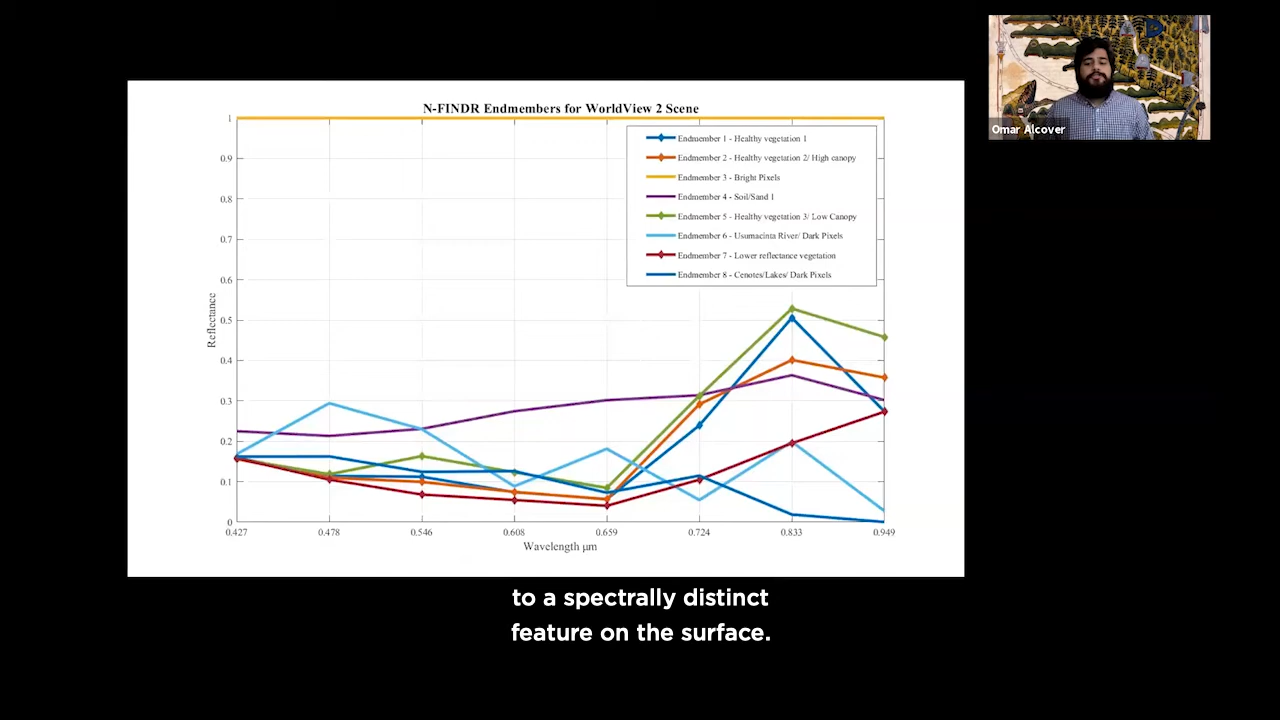 Omar Alcover
N-FINDR Endmembers for WorldView 2 Scene
Endmember 1 - Healthy vegetation 1
Endmember 2 - Healthy vegetation 2/ High canopy
Endmember 3 - Bright Pixels
Endmember 4 - Soil/Sand 1
Endmember 5 - Healthy vegetation 3/ Low Canopy
Endmember 6 - Usumacinta River/ Dark Pixels
Endmember 7 - Lower reflectance vegetation
Endmember 8 - Cenotes/Lakes/ Dark Pixels
1
0.9
0.8
0.7
0.6
0.5
0.4
0.3
0.2
0.1
0
Reflectance
0.427 0.478 0.546 0.608 0.659 0.724 0.833 0.949
Wavelength μm
to a spectrally distinct
feature on the surface.